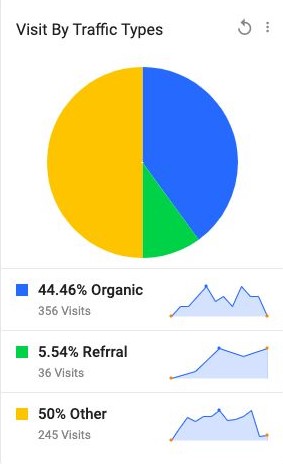 Visit By Traffic Types
44.46% Organic
356 Visits
5.54% Refrral
36 Visits
50% Other
245 Visits